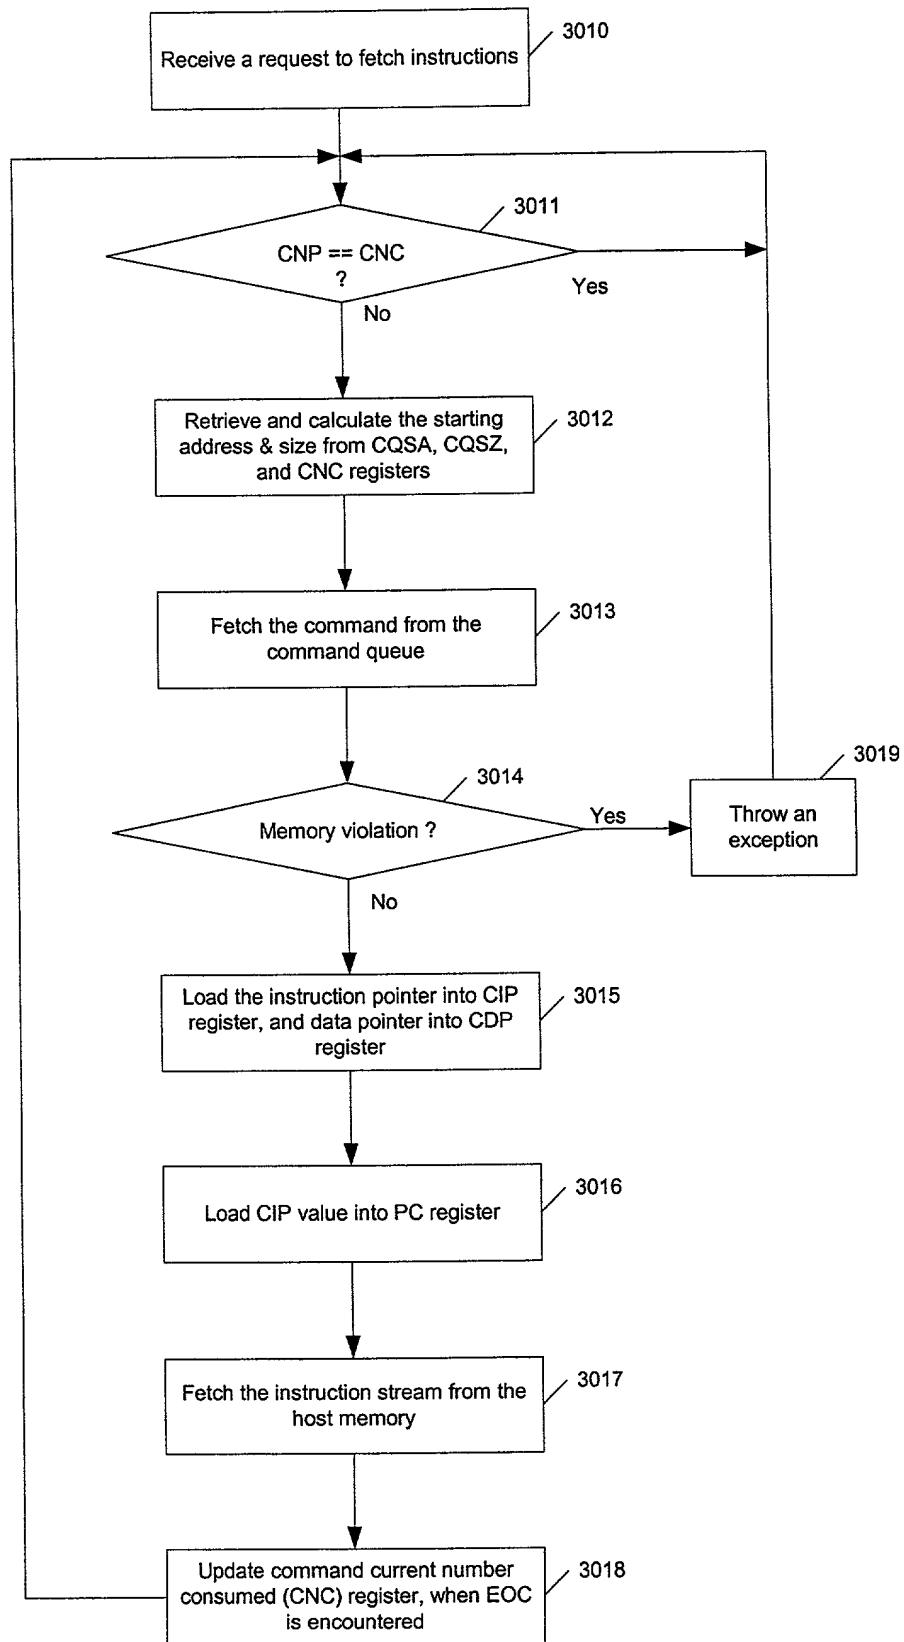 3010
Receive a request to fetch instructions
3011
CNP == CNC
?
Yes
No
Retrieve and calculate the starting
address & size from CQSA, CQSZ,
and CNC registers
3012
Fetch the command from the
command queue
3013
3014
Memory violation ?
Yes
No
3019
Throw an
exception
Load the instruction pointer into CIP
register, and data pointer into CDP
register
3015
Load CIP value into PC register
3016
Fetch the instruction stream from the
host memory
3017
Update command current number
consumed (CNC) register, when EOC
is encountered
3018